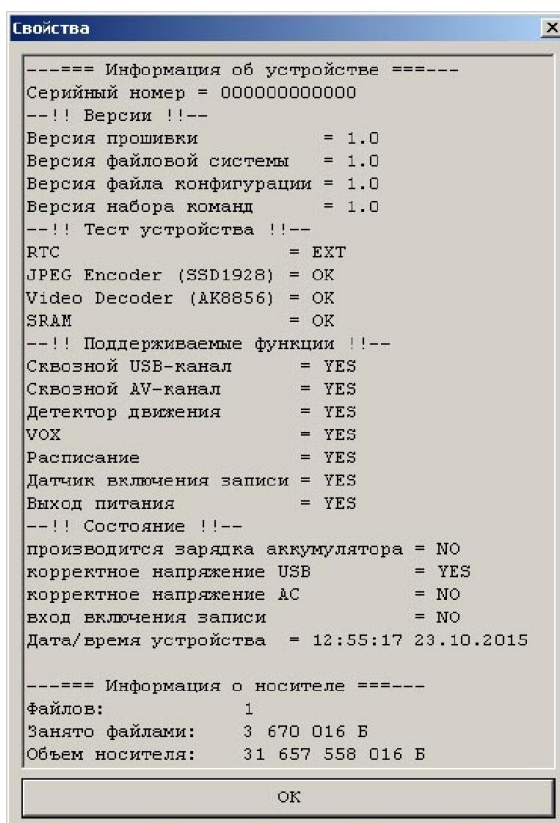 Свойства
---=== Информация об устройстве ===---
Серийный номер = 000000000000
--!! Версии !!--
Версия прошивки = 1.0
Версия файловой системы = 1.0
Версия файла конфигурации = 1.0
Версия набора команд = 1.0
--!! Тест устройства !!--
RTC = EXT
JPEG Encoder (SSD1928) = OK
Video Decoder (AK8856) = OK
SRAM = OK
--!! Поддерживаемые функции !!--
Сквозной USB-канал = YES
Сквозной AV-канал = YES
Детектор движения = YES
VOX = YES
Расписание = YES
Датчик включения записи = YES
Выход питания = YES
--!! Состояние !!--
производится зарядка аккумулятора = NO
корректное напряжение USB = YES
корректное напряжение AC = NO
вход включения записи = NO
Дата/время устройства = 12:55:17 23.10.2015
---=== Информация о носителе ===---
Файлов: 1
Занято файлами: 3 670 016 Б
Объем носителя: 31 657 558 016 Б
OK